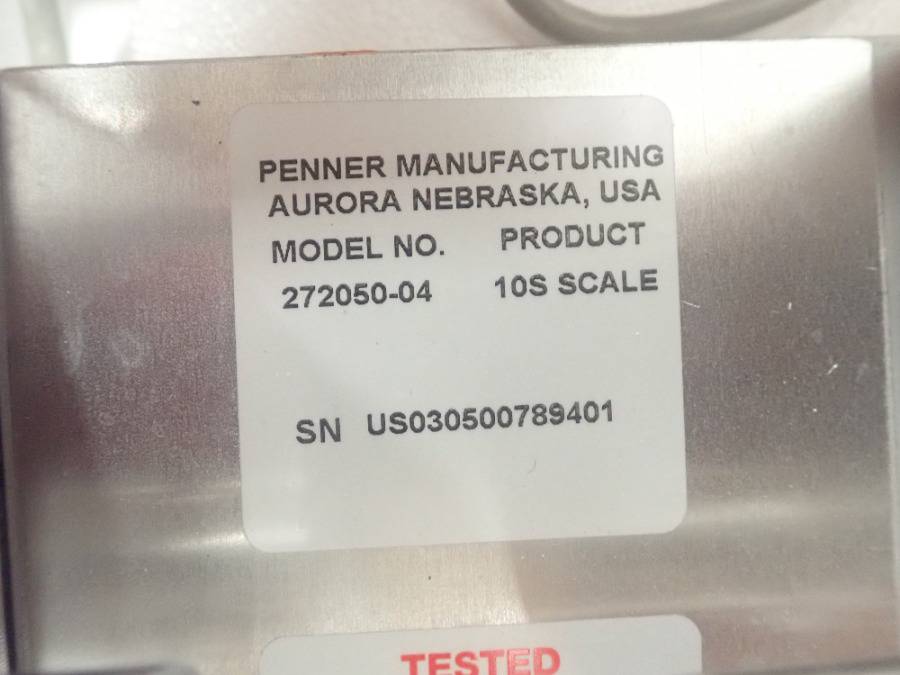 PENNER MANUFACTURING
AURORA NEBRASKA, USA
MODEL NO. PRODUCT
272050-04 10S SCALE
SN US030500789401
TESTED